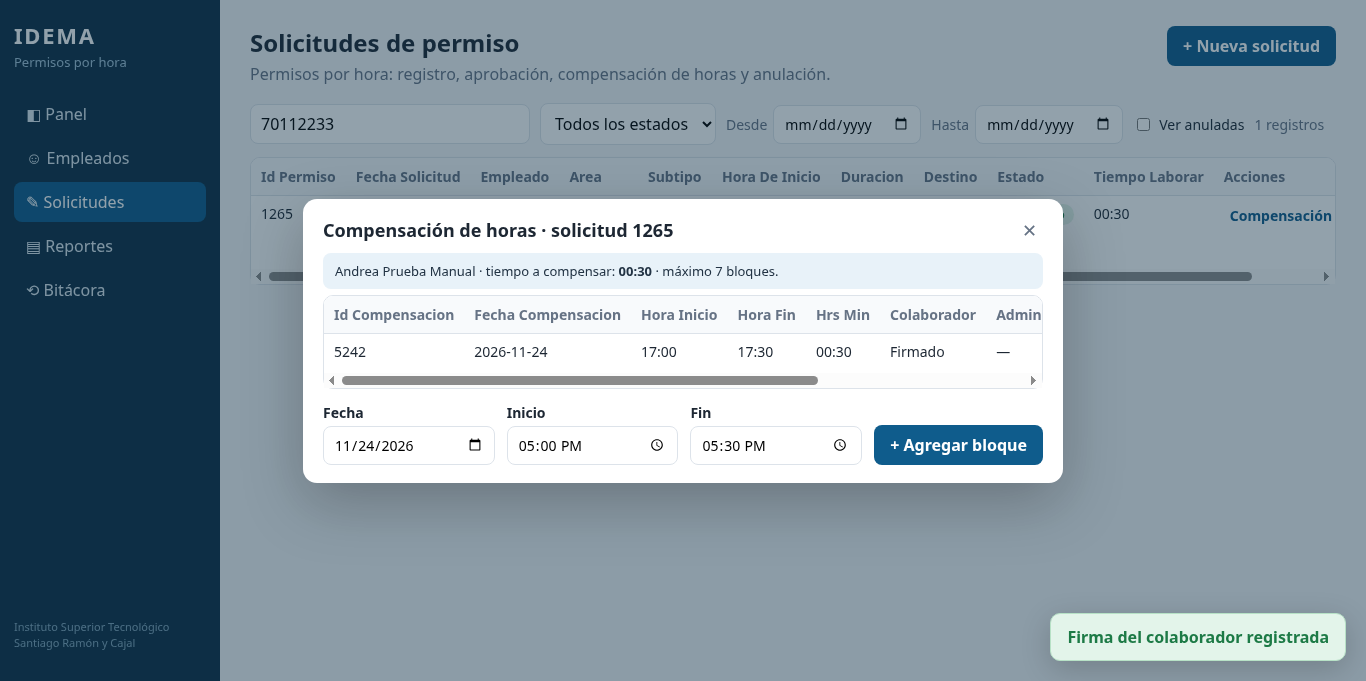 IDEMA
Permisos por hora
◧ Panel
☺ Empleados
✎ Solicitudes
▤ Reportes
⟲ Bitácora
Instituto Superior Tecnológico
Santiago Ramón y Cajal
Solicitudes de permiso
Permisos por hora: registro, aprobación, compensación de horas y anulación.
+ Nueva solicitud
70112233 Todos los estados Desde mm/dd/yyyy Hasta mm/dd/yyyy Ver anuladas 1 registros
Id Permiso Fecha Solicitud Empleado Area Subtipo Hora De Inicio Duracion Destino Estado Tiempo Laborar Acciones
1265 00:30 Compensación
Compensación de horas · solicitud 1265 ✕
Andrea Prueba Manual · tiempo a compensar: 00:30 · máximo 7 bloques.
Id Compensacion Fecha Compensacion Hora Inicio Hora Fin Hrs Min Colaborador Admin
5242 2026-11-24 17:00 17:30 00:30 Firmado —
Fecha Inicio Fin
11/24/2026 05:00 PM 05:30 PM + Agregar bloque
Firma del colaborador registrada